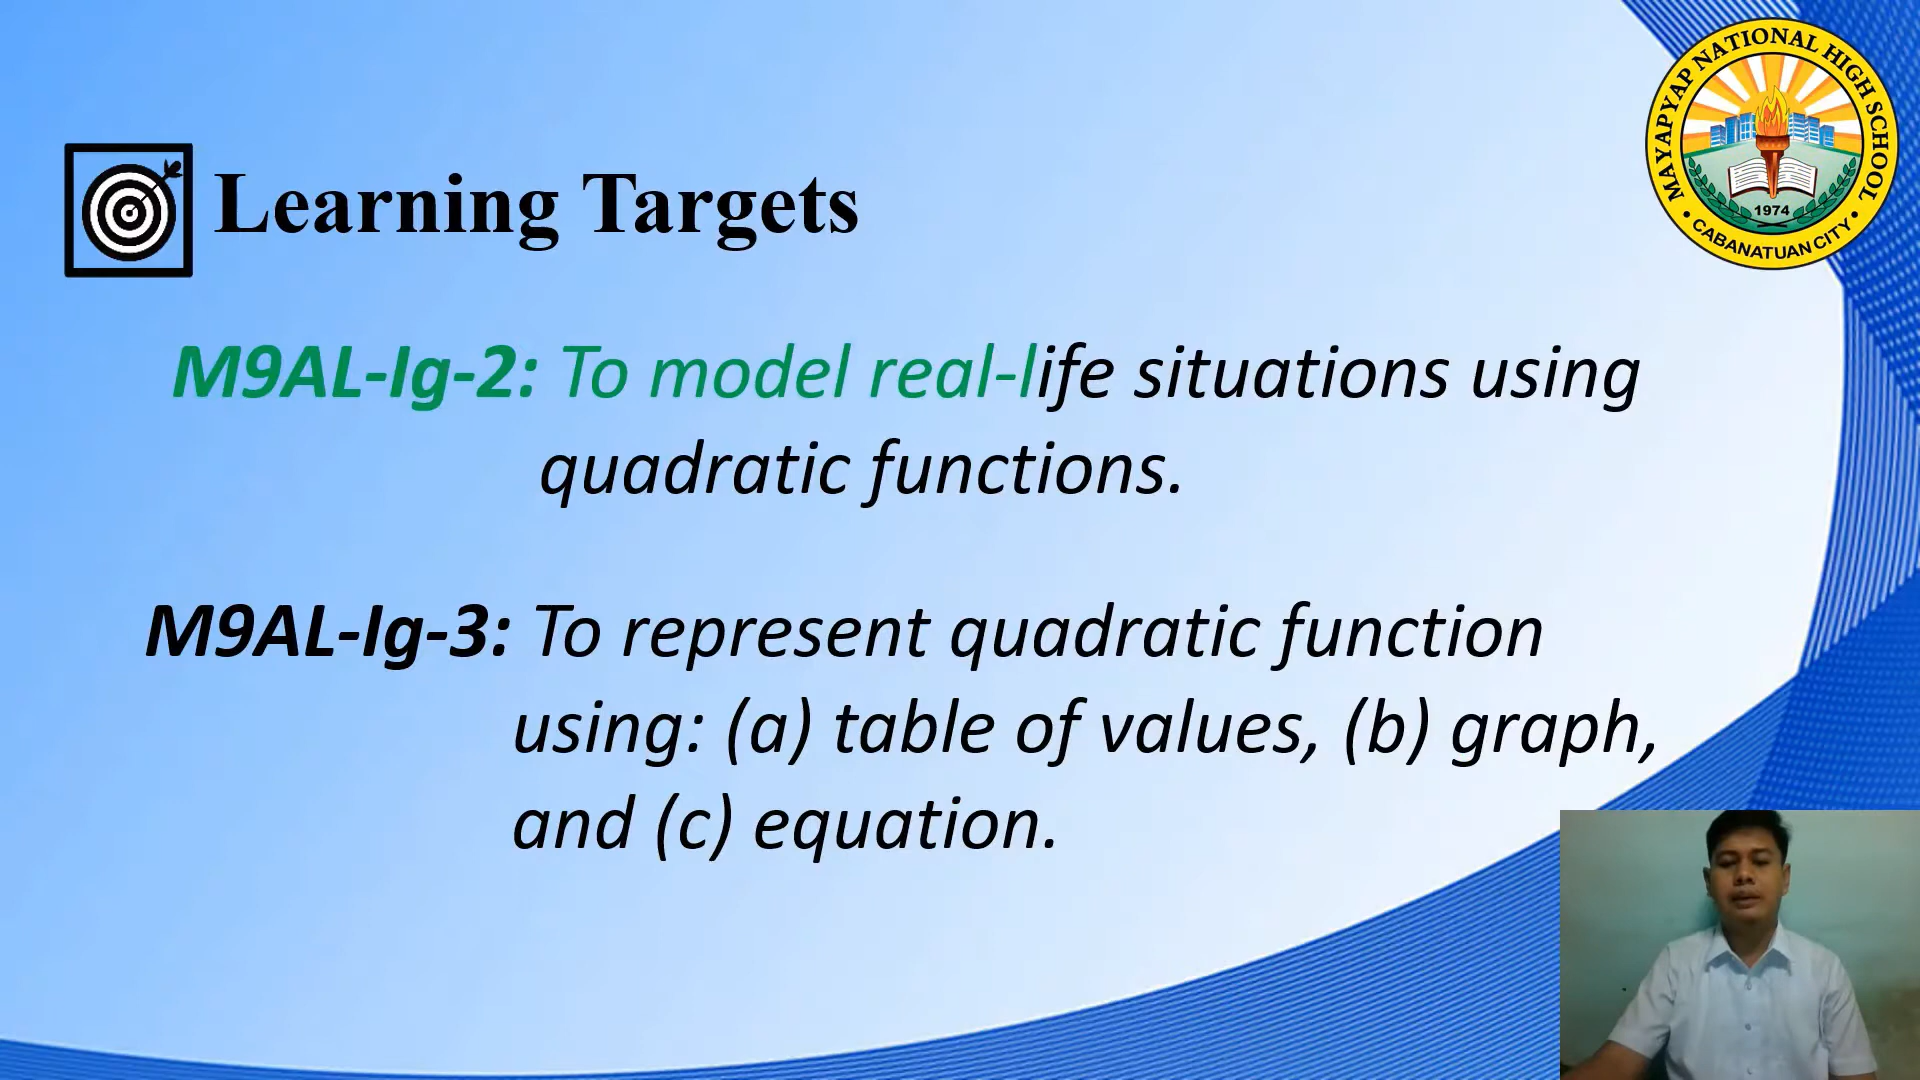 MAYAPYAP NATIONAL HIGH SCHOOL
1974
• CABANATUAN CITY •
Learning Targets
M9AL-Ig-2: To model real-life situations using
quadratic functions.
M9AL-Ig-3: To represent quadratic function
using: (a) table of values, (b) graph,
and (c) equation.